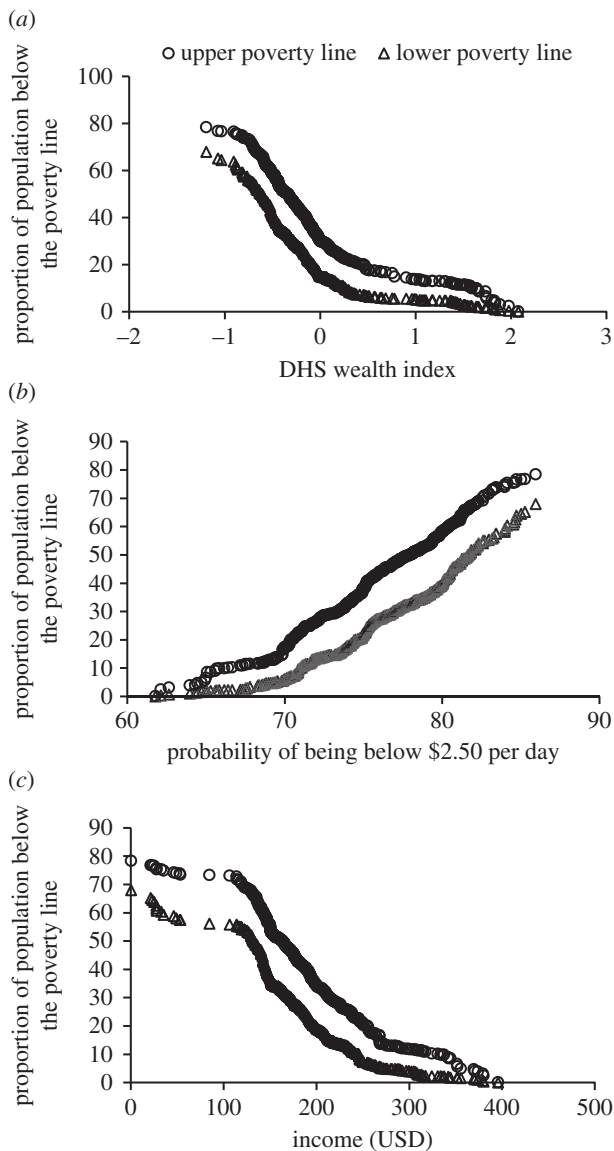 (a)
○ upper poverty line △ lower poverty line
proportion of population below
the poverty line
100
80
60
40
20
0
–2 –1 0 1 2 3
DHS wealth index
(b)
proportion of population below
the poverty line
90
80
70
60
50
40
30
20
10
0
60 70 80 90
probability of being below $2.50 per day
(c)
proportion of population below
the poverty line
90
80
70
60
50
40
30
20
10
0
0 100 200 300 400 500
income (USD)